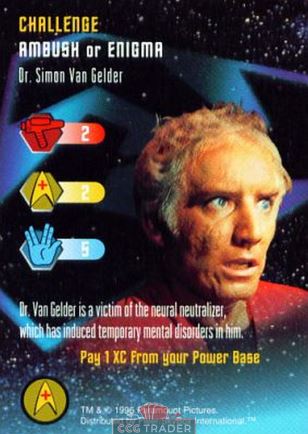 CHALLENGE
AMBUSH or ENIGMA
Dr. Simon Van Gelder
2
2
5
Dr. Van Gelder is a victim of the neural neutralizer,
which has induced temporary mental disorders in him.
Pay 1 XC From your Power Base
TM & © 1996 Paramount Pictures.
International.™
CCG TRADER